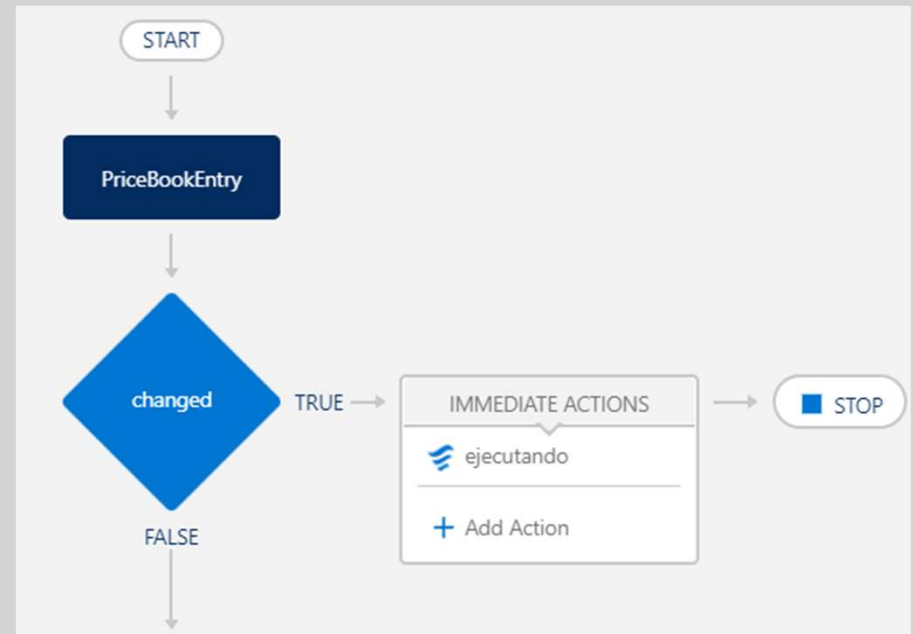 START
PriceBookEntry
changed
TRUE
IMMEDIATE ACTIONS
STOP
ejecutando
+ Add Action
FALSE